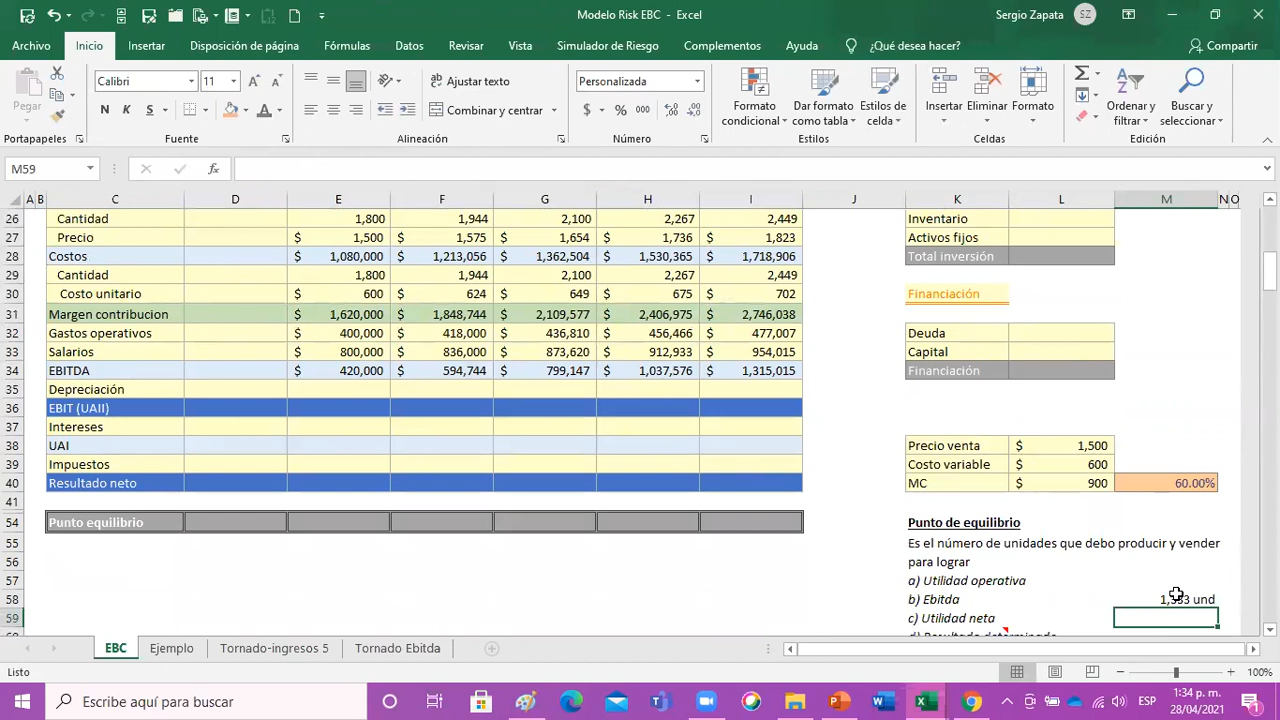 Modelo Risk EBC - Excel
Sergio Zapata SZ
Archivo Inicio Insertar Disposición de página Fórmulas Datos Revisar Vista Simulador de Riesgo Complementos Ayuda ¿Qué desea hacer? Compartir
Pegar
Calibri 11
Ajustar texto
Personalizada
N K S
Combinar y centrar
$ % 000
Formato condicional
Dar formato como tabla
Estilos de celda
Insertar Eliminar Formato
Ordenar y filtrar
Buscar y seleccionar
Portapapeles Fuente Alineación Número Estilos Celdas Edición
M59 fx
A B C D E F G H I J K L M N O
26 Cantidad 1,800 1,944 2,100 2,267 2,449 Inventario
27 Precio $ 1,500 $ 1,575 $ 1,654 $ 1,736 $ 1,823 Activos fijos
28 Costos $ 1,080,000 $ 1,213,056 $ 1,362,504 $ 1,530,365 $ 1,718,906 Total inversión
29 Cantidad 1,800 1,944 2,100 2,267 2,449
30 Costo unitario $ 600 $ 624 $ 649 $ 675 $ 702 Financiación
31 Margen contribucion $ 1,620,000 $ 1,848,744 $ 2,109,577 $ 2,406,975 $ 2,746,038
32 Gastos operativos $ 400,000 $ 418,000 $ 436,810 $ 456,466 $ 477,007 Deuda
33 Salarios $ 800,000 $ 836,000 $ 873,620 $ 912,933 $ 954,015 Capital
34 EBITDA $ 420,000 $ 594,744 $ 799,147 $ 1,037,576 $ 1,315,015 Financiación
35 Depreciación
36 EBIT (UAII)
37 Intereses
38 UAI Precio venta $ 1,500
39 Impuestos Costo variable $ 600
40 Resultado neto MC $ 900 60.00%
41
54 Punto equilibrio Punto de equilibrio
55 Es el número de unidades que debo producir y vender
56 para lograr
57 a) Utilidad operativa
58 b) Ebitda und
59 c) Utilidad neta
d) Resultado determinado
EBC Ejemplo Tornado-ingresos 5 Tornado Ebitda
Listo 100%
Escribe aquí para buscar ESP 1:34 p. m.
28/04/2021